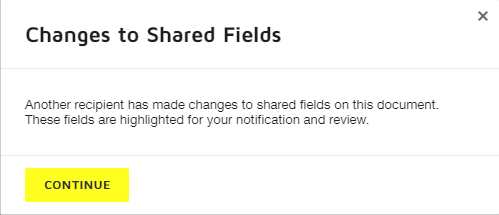 Changes to Shared Fields
Another recipient has made changes to shared fields on this document.
These fields are highlighted for your notification and review.
CONTINUE